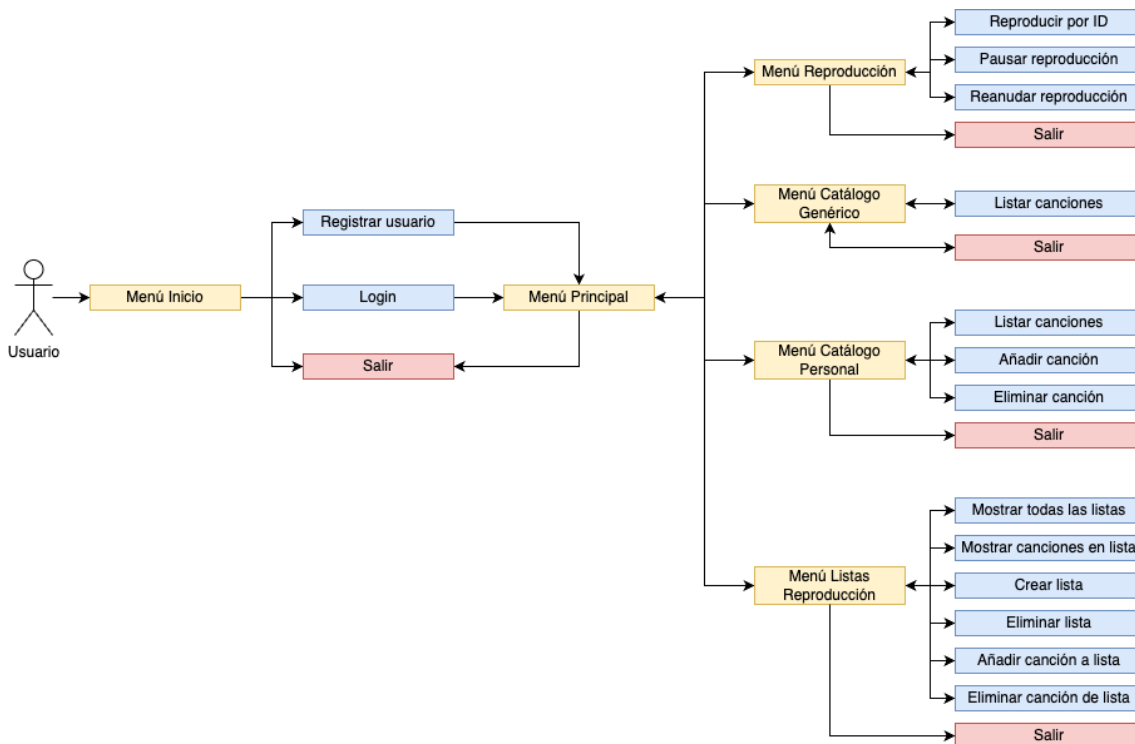 Reproducir por ID
Menú Reproducción
Pausar reproducción
Reanudar reproducción
Salir
Menú Catálogo
Genérico
Listar canciones
Salir
Registrar usuario
Usuario
Menú Inicio
Login
Menú Principal
Salir
Listar canciones
Menú Catálogo
Personal
Añadir canción
Eliminar canción
Salir
Mostrar todas las listas
Mostrar canciones en lista
Menú Listas
Reproducción
Crear lista
Eliminar lista
Añadir canción a lista
Eliminar canción de lista
Salir